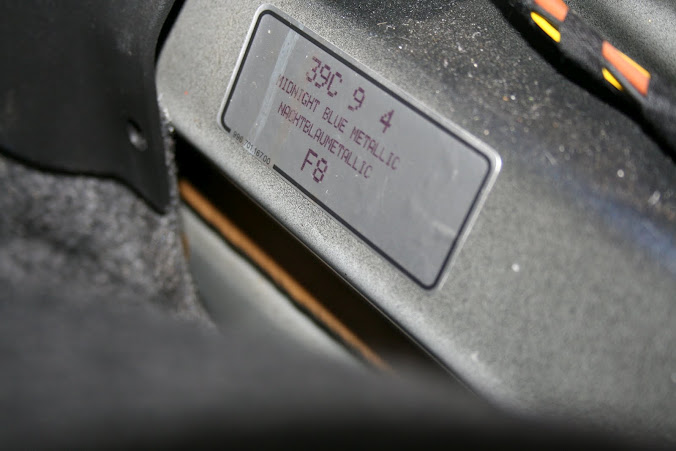 39C 9 4
MIDNIGHT BLUE METALLIC
NACHTBLAUMETALLIC
F8